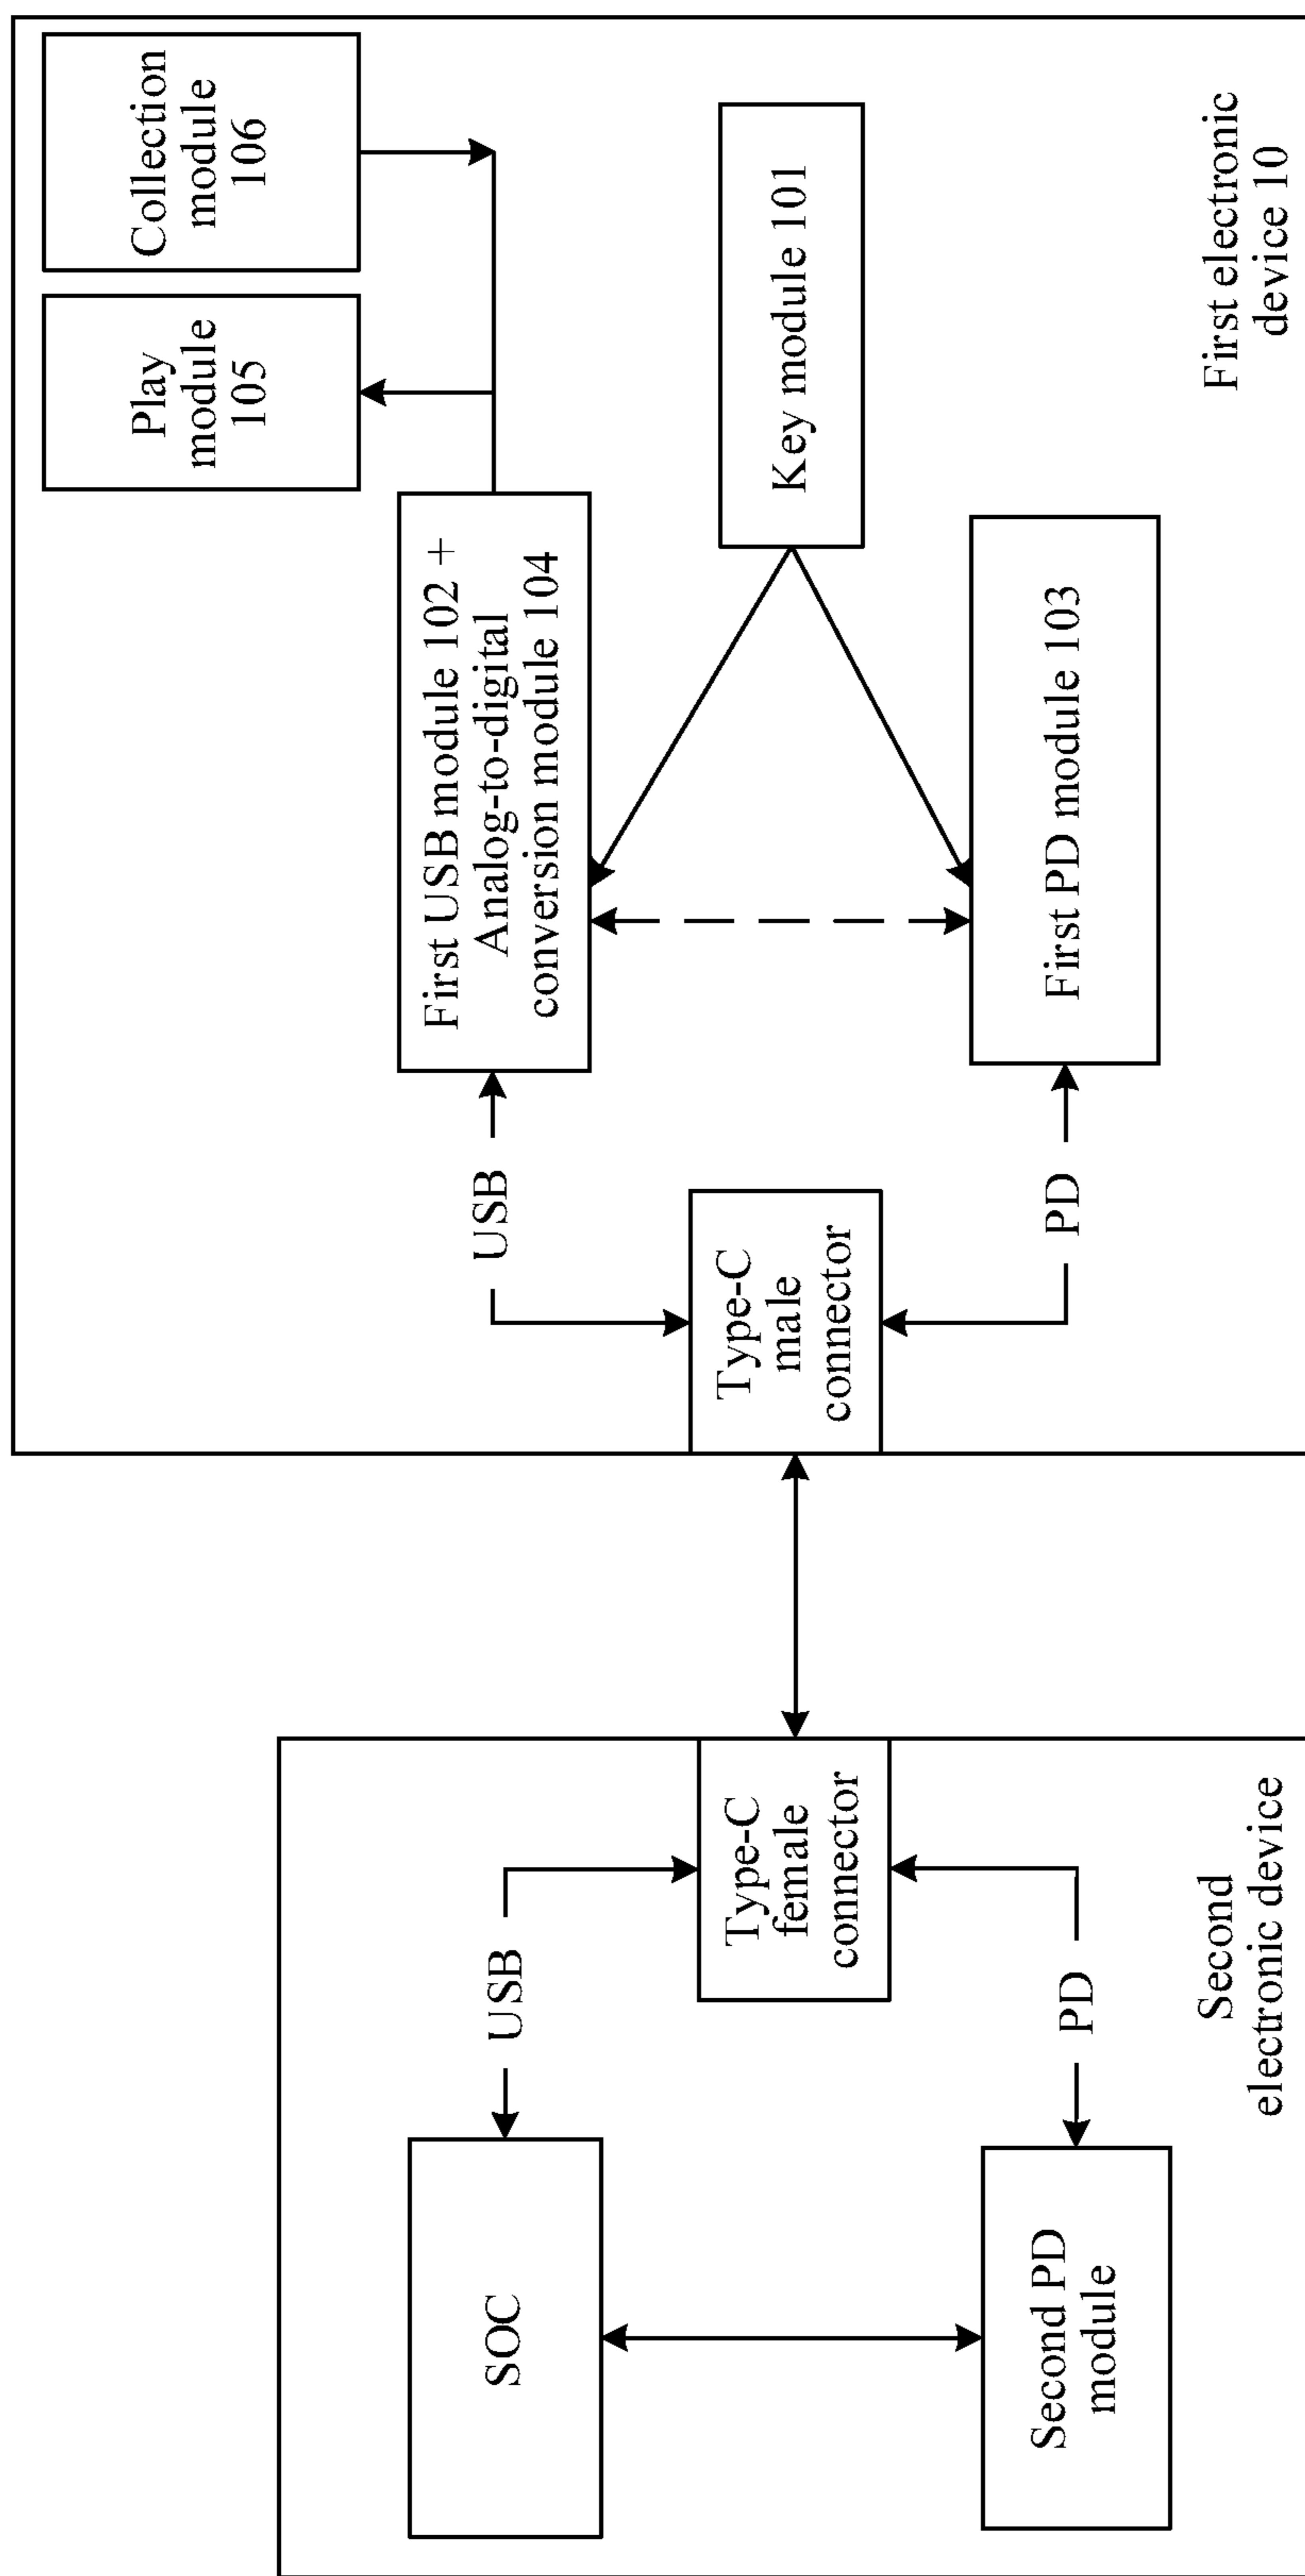 SOC
USB
Second PD
module
PD
Type-C
female
connector
Second
electronic device
Type-C
male
connector
USB
PD
First USB module 102 +
Analog-to-digital
conversion module 104
First PD module 103
Key module 101
Play
module
105
Collection
module
106
First electronic
device 10